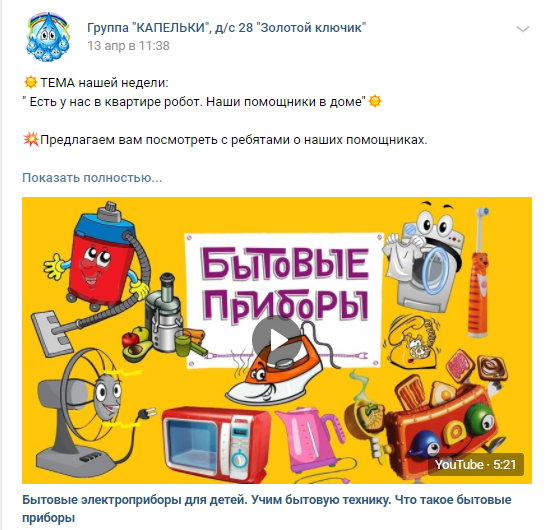 Группа "КАПЕЛЬКИ", д/с 28 "Золотой ключик"
13 апр в 11:38
ТЕМА нашей недели:
" Есть у нас в квартире робот. Наши помощники в доме"
Предлагаем вам посмотреть с ребятами о наших помощниках.
Показать полностью...
БЫТОВЫЕ
ПРИБОРЫ
YouTube · 5:21
Бытовые электроприборы для детей. Учим бытовую технику. Что такое бытовые
приборы